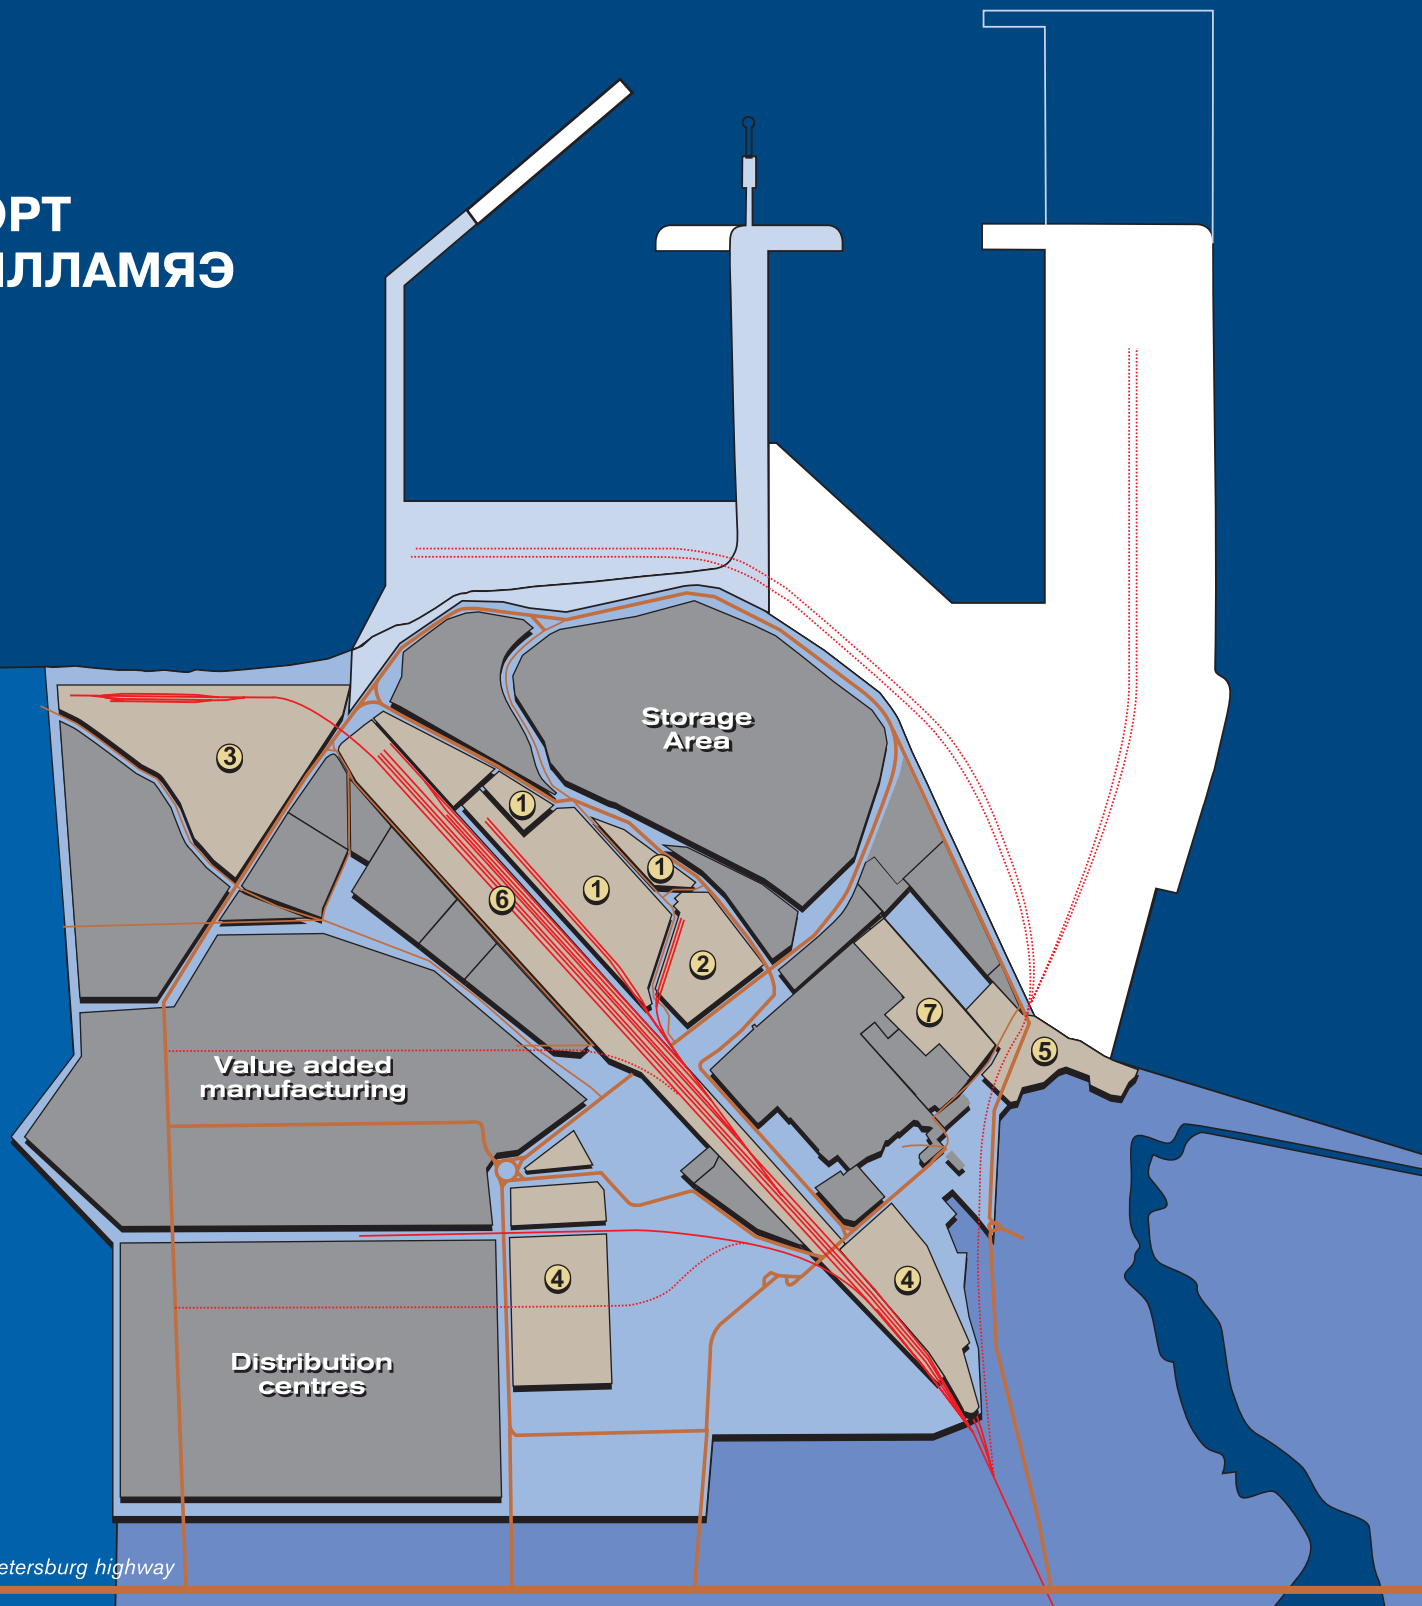 ОРТ
ИЛЛАМЯЭ
Storage
Area
3
1
1
1
6
2
7
5
Value added
manufacturing
4
4
Distribution
centres
etersburg highway